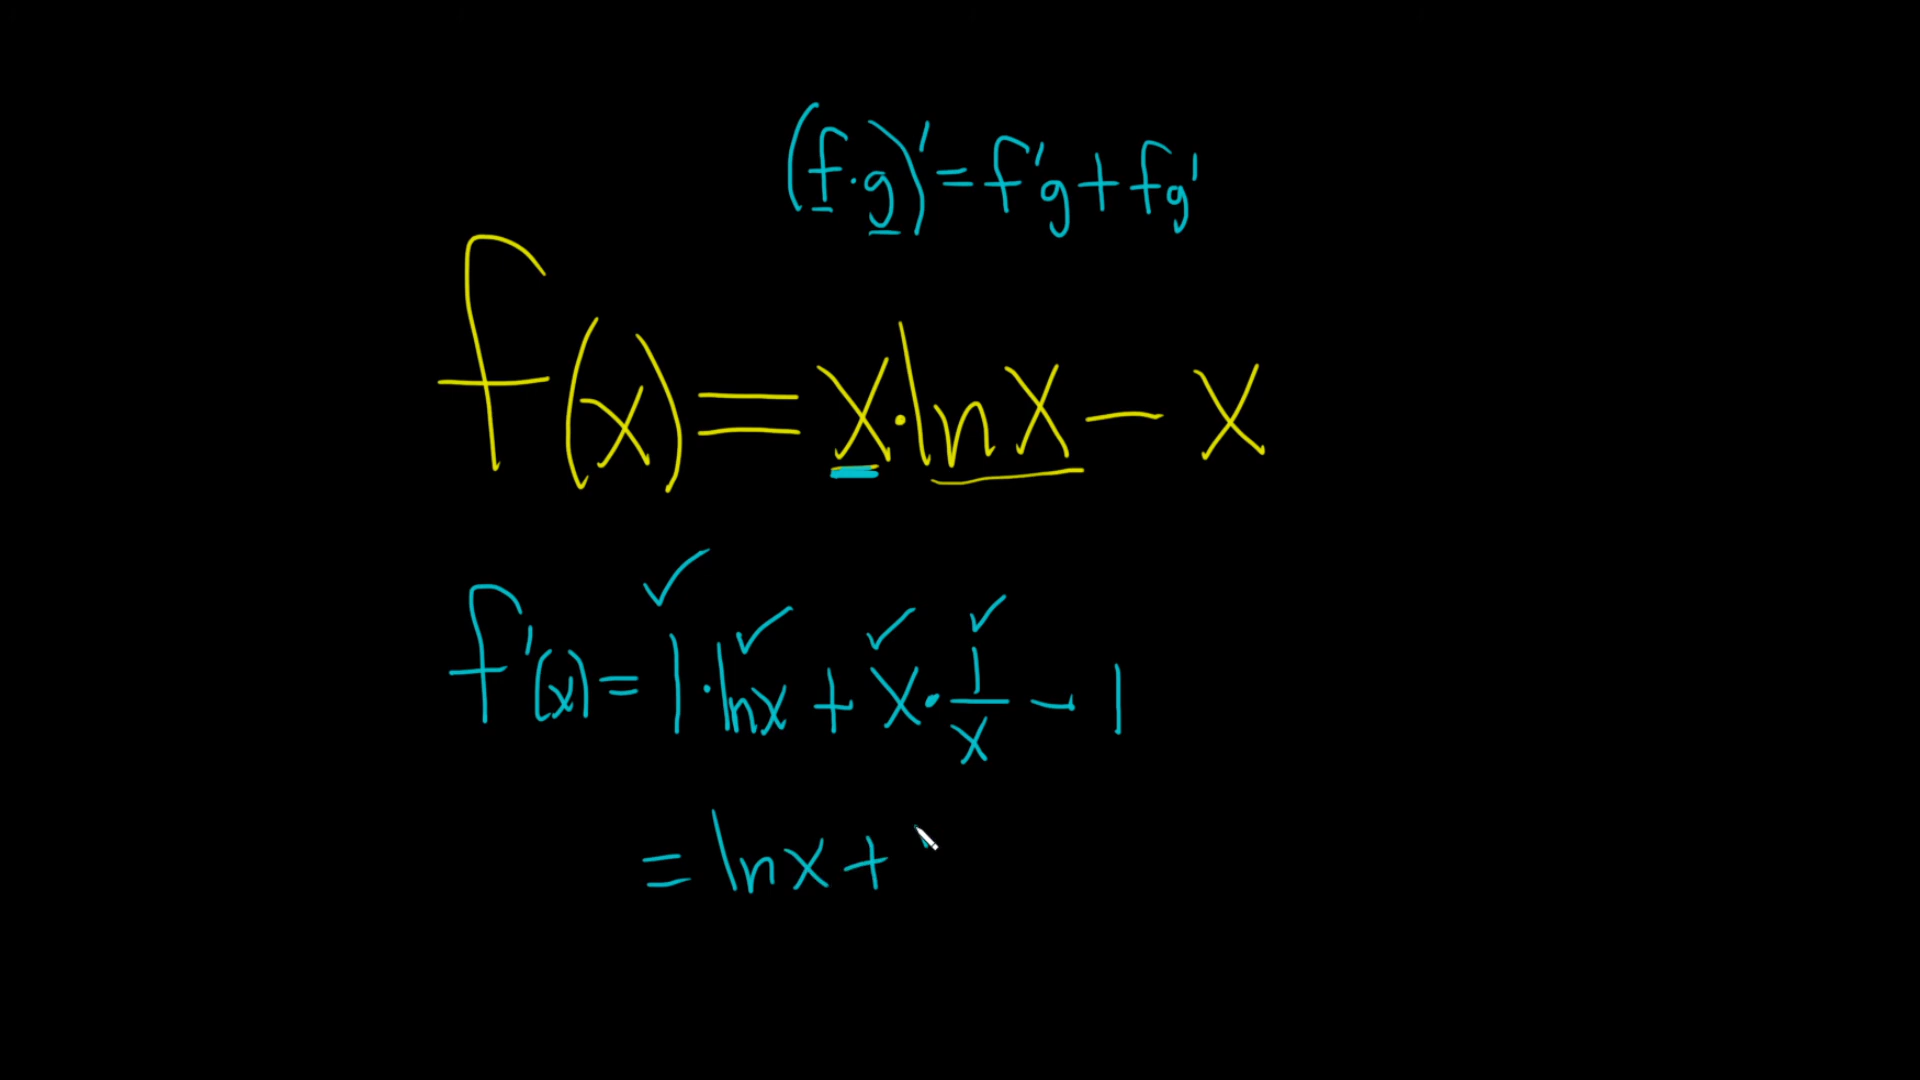 (f·g)'=f'g+fg'
f(x)=x·lnx-x
f'(x)=1·lnx+x·1/x-1
=lnx+